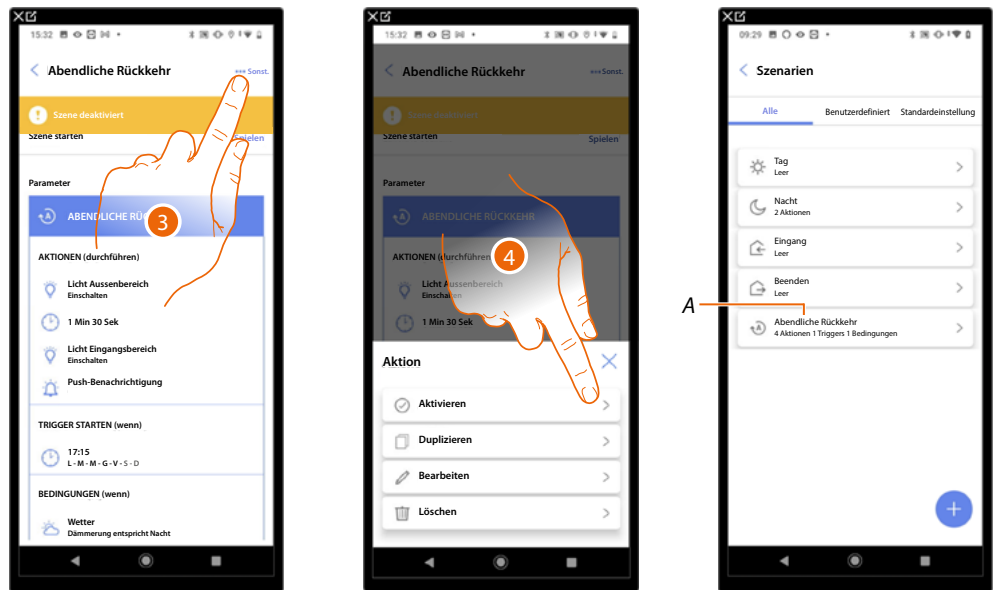 15:32
Abendliche Rückkehr
••• Sonst.
Szene deaktiviert
Szene starten
Spielen
Parameter
ABENDLICHE RÜC
3
AKTIONEN (durchführen)
Licht Aussenbereich
Einschalten
1 Min 30 Sek
Licht Eingangsbereich
Einschalten
Push-Benachrichtigung
TRIGGER STARTEN (wenn)
17:15
L - M - M - G - V - S - D
BEDINGUNGEN (wenn)
Wetter
Dämmerung entspricht Nacht
15:32
Abendliche Rückkehr
••• Sonst.
Szene deaktiviert
Szene starten
Spielen
Parameter
ABENDLICHE RÜCKKEHR
AKTIONEN (durchführen)
4
Licht Aussenbereich
Einschalten
1 Min 30 Sek
Aktion
Aktivieren
Duplizieren
Bearbeiten
Löschen
09:29
Szenarien
Alle
Benutzerdefiniert
Standardeinstellung
Tag
Leer
Nacht
2 Aktionen
Eingang
Leer
Beenden
Leer
A
Abendliche Rückkehr
4 Aktionen 1 Triggers 1 Bedingungen